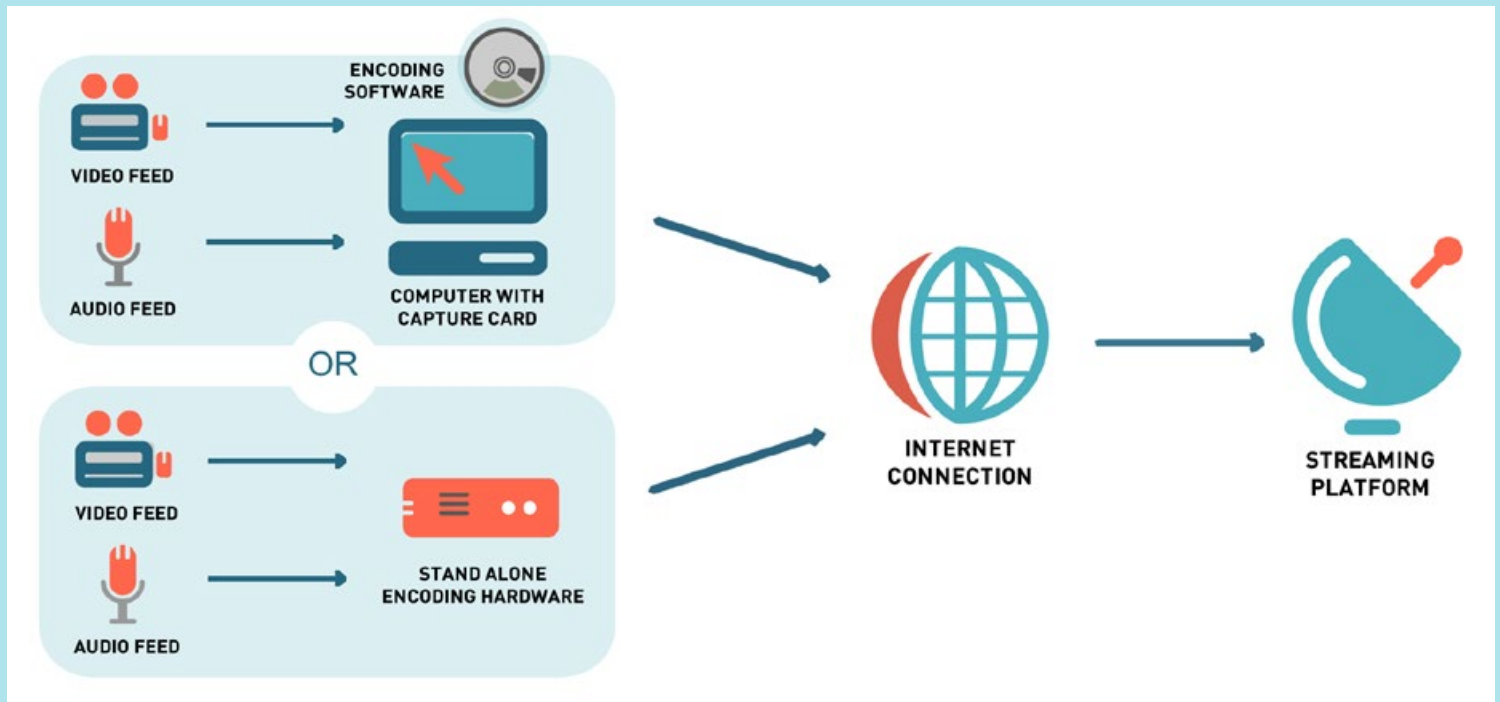 ENCODING
SOFTWARE
VIDEO FEED
AUDIO FEED
COMPUTER WITH
CAPTURE CARD
OR
VIDEO FEED
AUDIO FEED
STAND ALONE
ENCODING HARDWARE
INTERNET
CONNECTION
STREAMING
PLATFORM